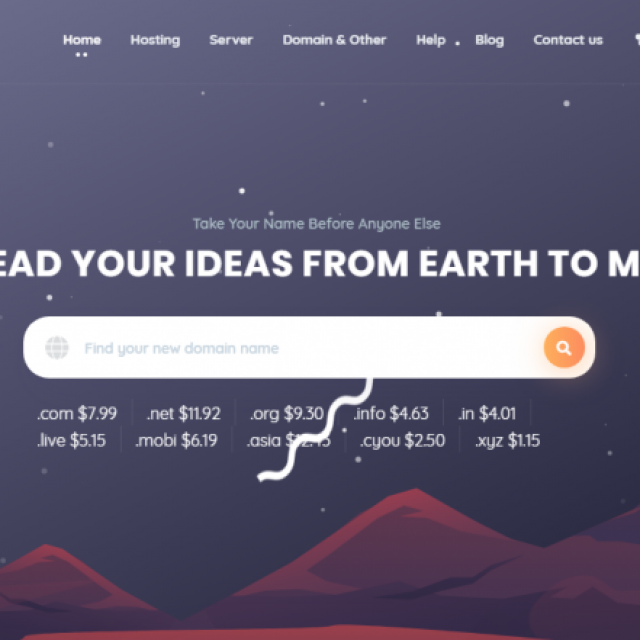 Home Hosting Server Domain & Other Help Blog Contact us
Take Your Name Before Anyone Else
EAD YOUR IDEAS FROM EARTH TO M
Find your new domain name
.com $7.99 .net $11.92 .org $9.30 .info $4.63 .in $4.01
.live $5.15 .mobi $6.19 .asia .cyou $2.50 .xyz $1.15